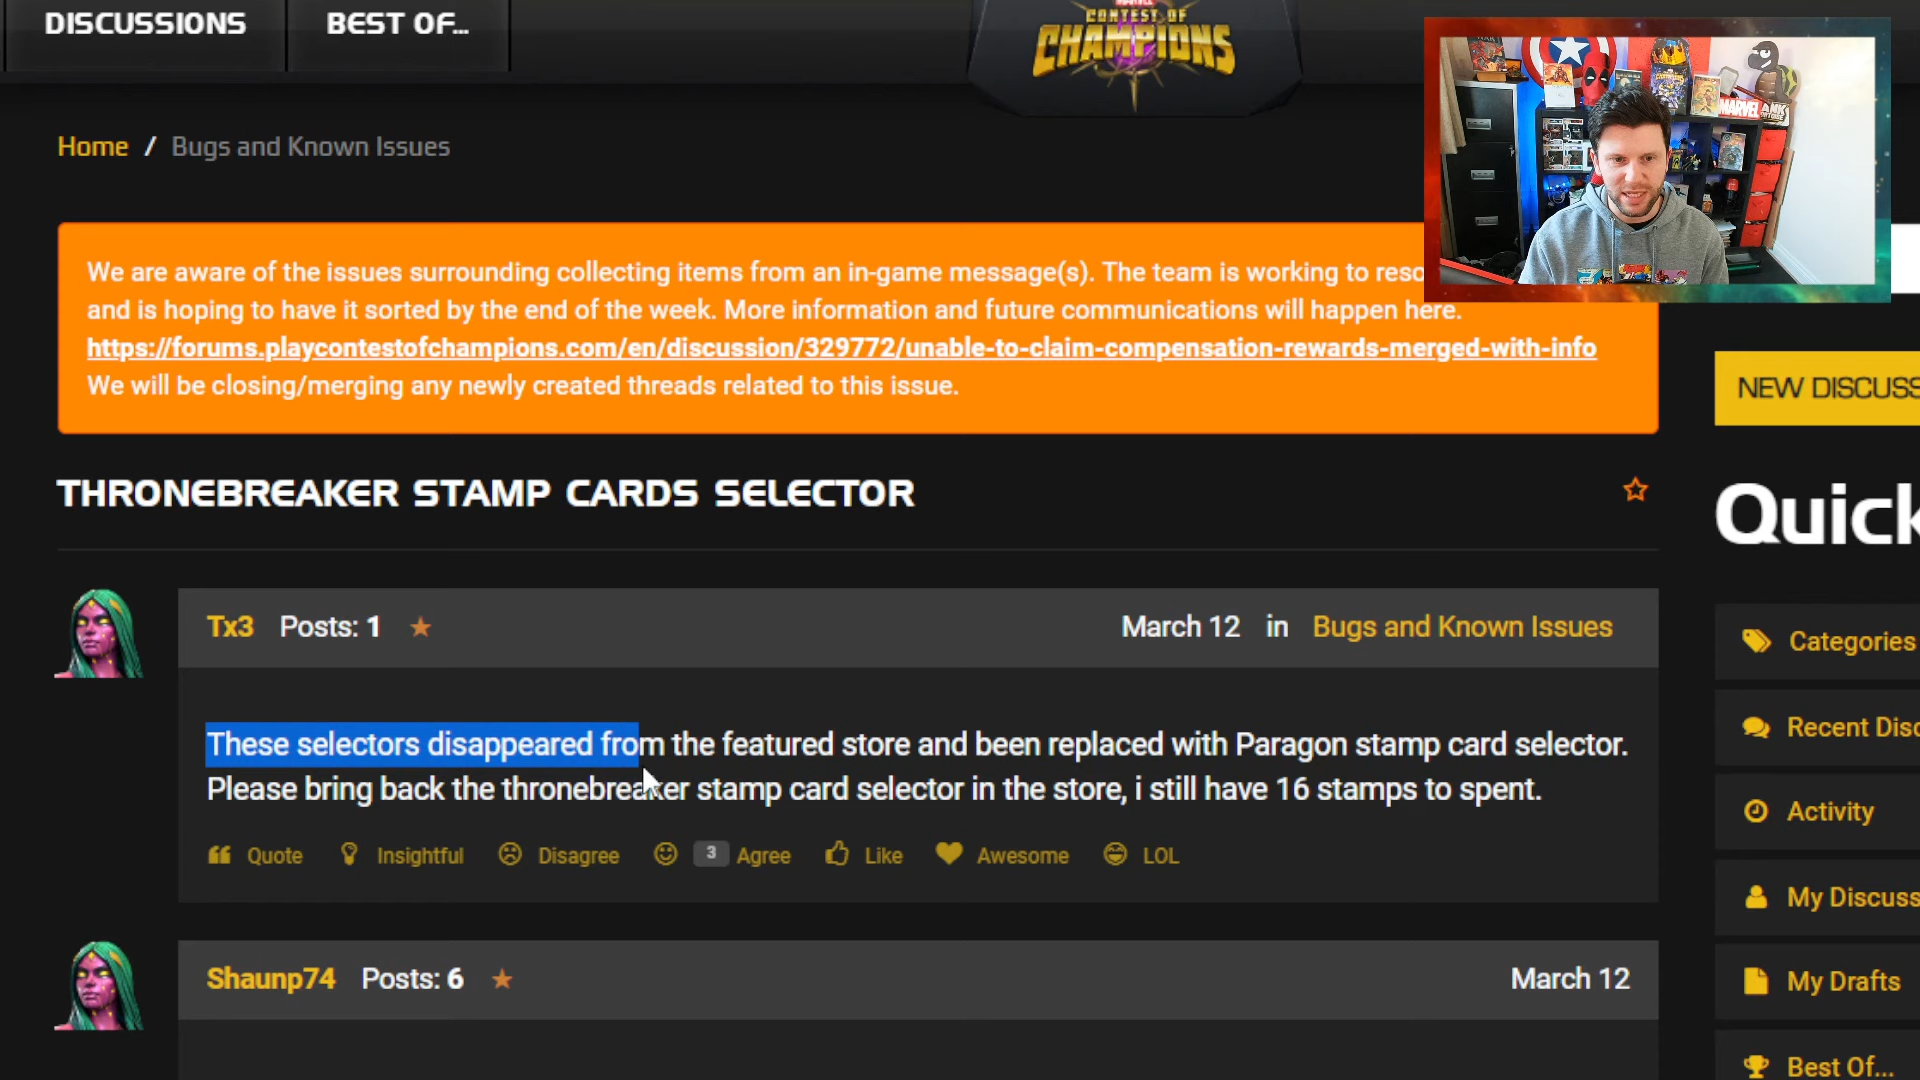 DISCUSSIONS
BEST OF...
CONTEST OF
CHAMPIONS
MARVEL
Home / Bugs and Known Issues
We are aware of the issues surrounding collecting items from an in-game message(s). The team is working to
and is hoping to have it sorted by the end of the week. More information and future communications will happen here.
https://forums.playcontestofchampions.com/en/discussion/329772/unable-to-claim-compensation-rewards-merged-with-info
We will be closing/merging any newly created threads related to this issue.
NEW DISCUSS
THRONEBREAKER STAMP CARDS SELECTOR
Quick
Tx3 Posts: 1 March 12 in Bugs and Known Issues
These selectors disappeared from the featured store and been replaced with Paragon stamp card selector.
Please bring back the thronebreaker stamp card selector in the store, i still have 16 stamps to spent.
Quote Insightful Disagree 3 Agree Like Awesome LOL
Shaunp74 Posts: 6 March 12
Categories
Recent Disc
Activity
My Discuss
My Drafts
Best Of...